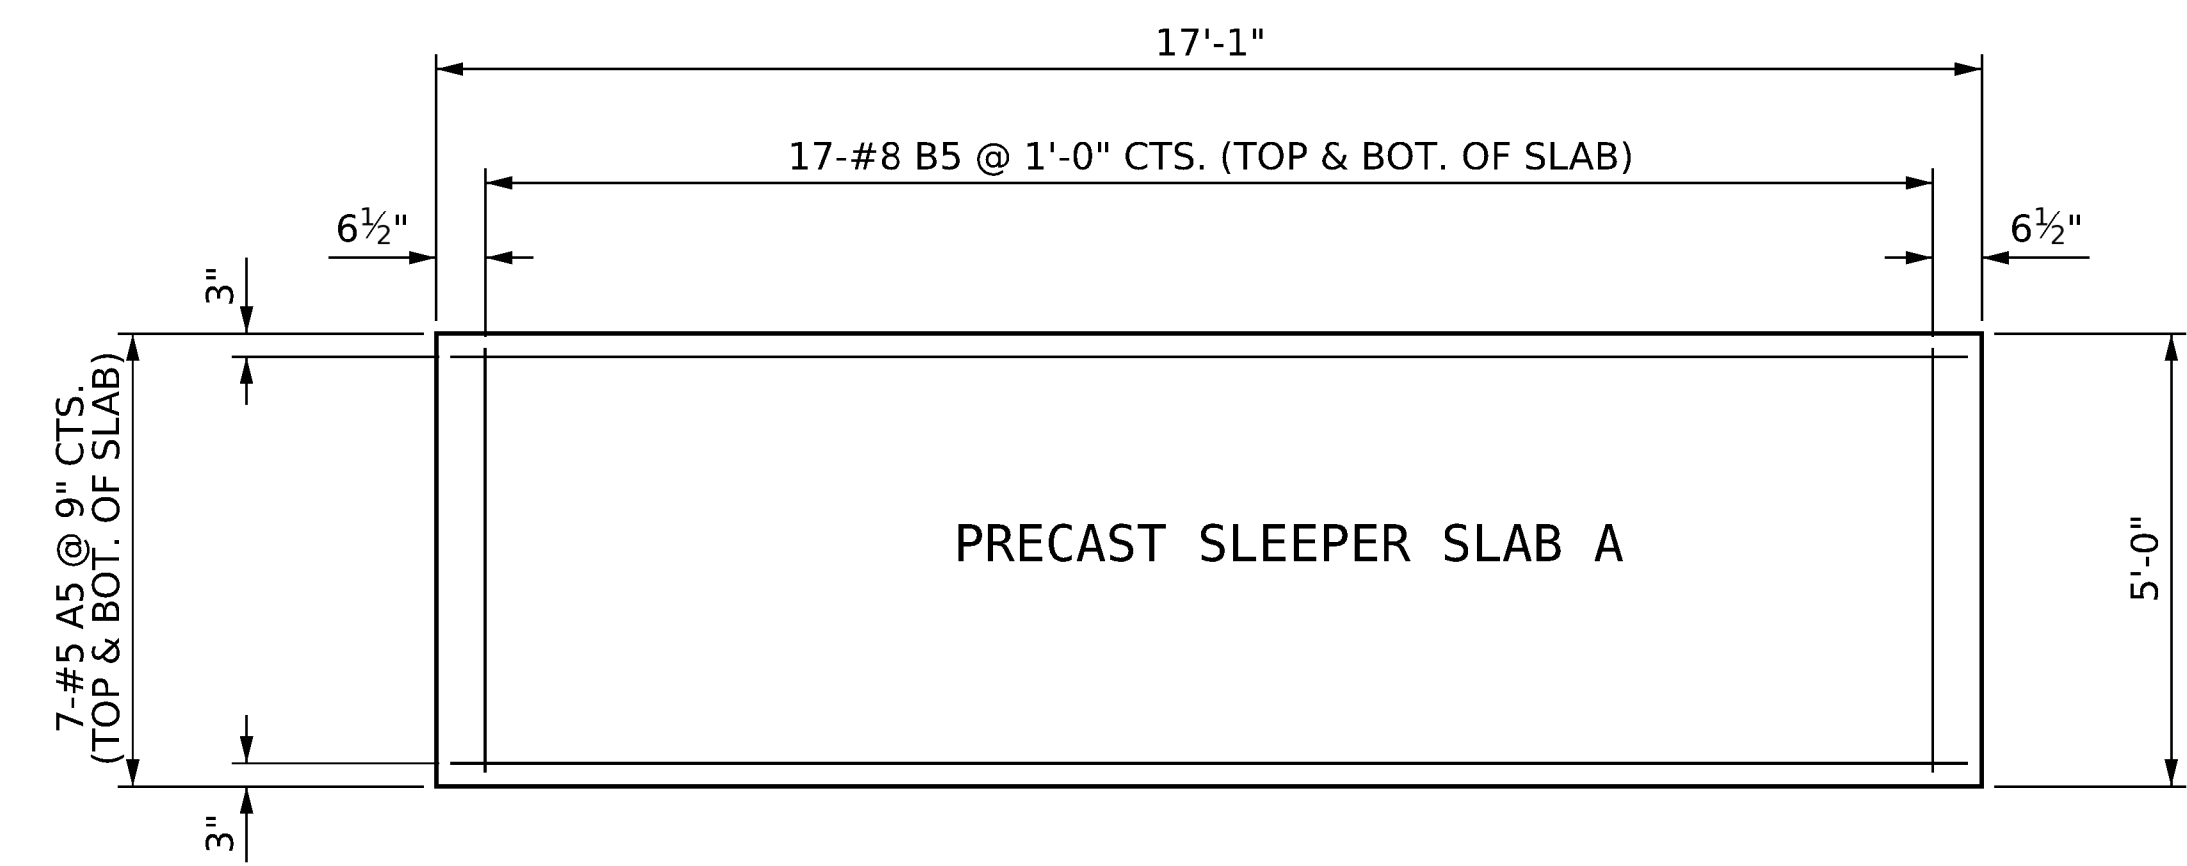 17'-1"
17-#8 B5 @ 1'-0" CTS. (TOP & BOT. OF SLAB)
6½"
6½"
3"
7-#5 A5 @ 9" CTS.
(TOP & BOT. OF SLAB)
PRECAST SLEEPER SLAB A
5'-0"
3"